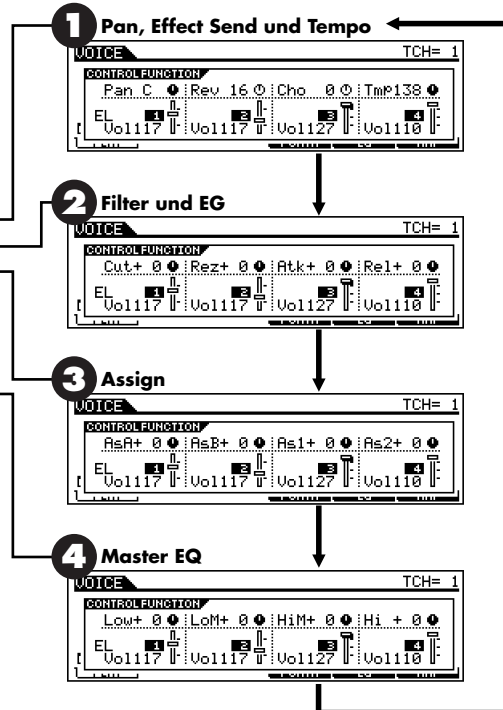 1 Pan, Effect Send und Tempo
VOICE TCH= 1
CONTROL FUNCTION
Pan C Rev 16 Cho 0 Tmp138
EL 1 2 3 4
Vol117 Vol117 Vol127 Vol110
2 Filter und EG
VOICE TCH= 1
CONTROL FUNCTION
Cut+ 0 Rez+ 0 Atk+ 0 Rel+ 0
EL 1 2 3 4
Vol117 Vol117 Vol127 Vol110
3 Assign
VOICE TCH= 1
CONTROL FUNCTION
AsA+ 0 AsB+ 0 As1+ 0 As2+ 0
EL 1 2 3 4
Vol117 Vol117 Vol127 Vol110
4 Master EQ
VOICE TCH= 1
CONTROL FUNCTION
Low+ 0 LoM+ 0 HiM+ 0 Hi + 0
EL 1 2 3 4
Vol117 Vol117 Vol127 Vol110